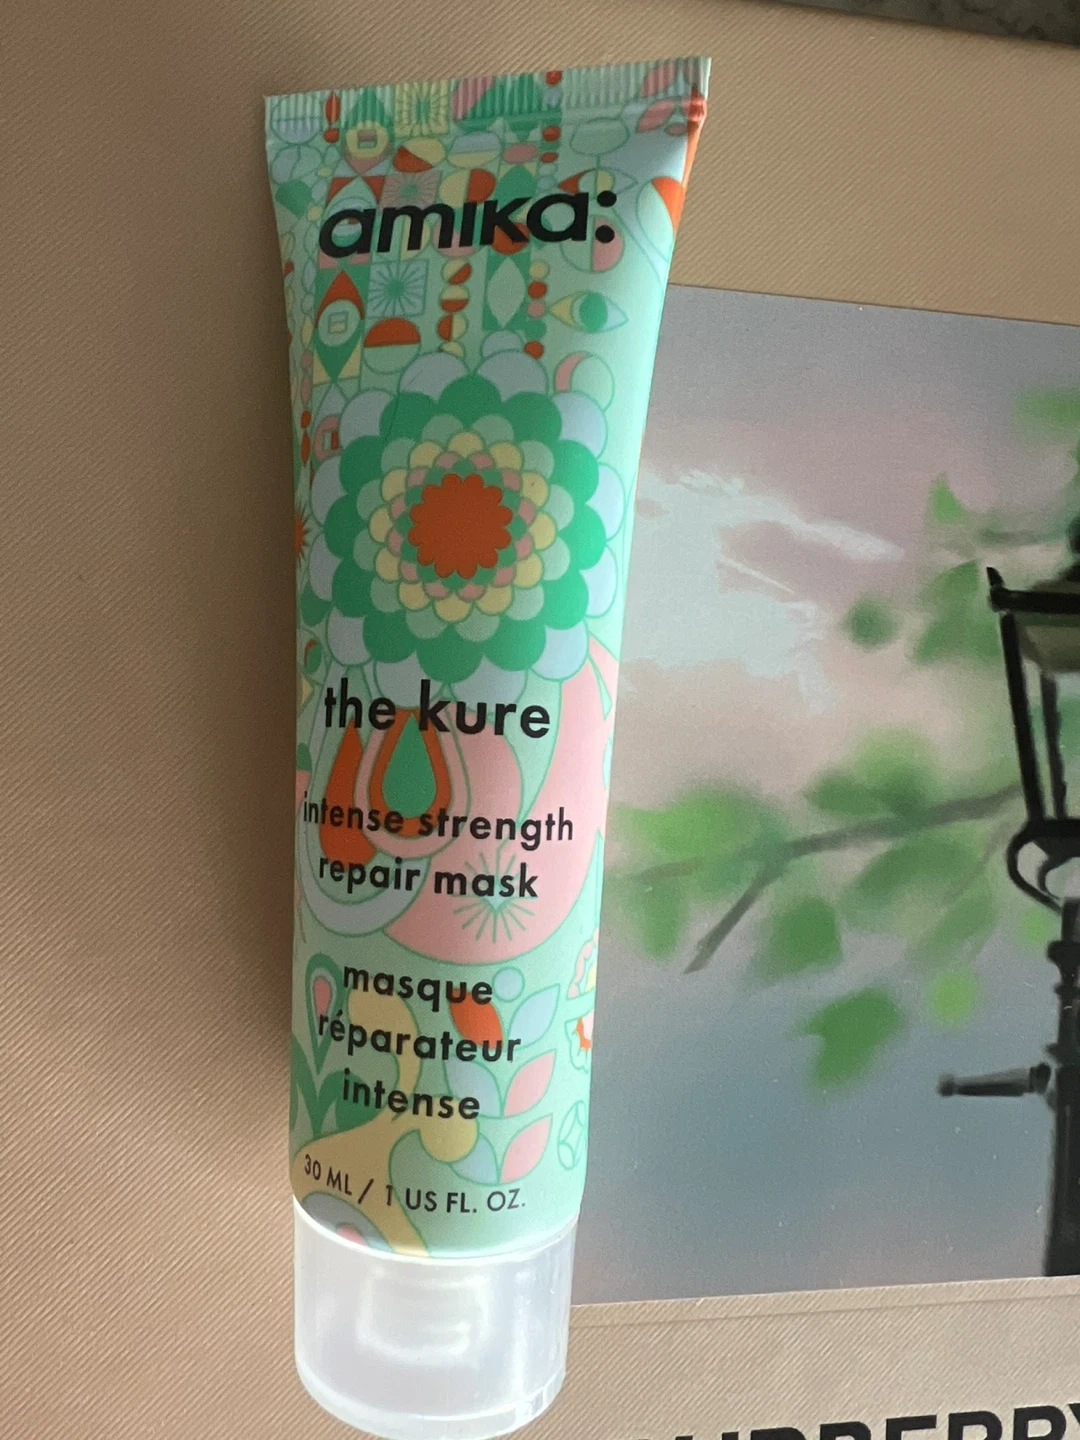 amika:
the kure
intense strength
repair mask
masque
réparateur
intense
30 ML / 1 US FL. OZ.